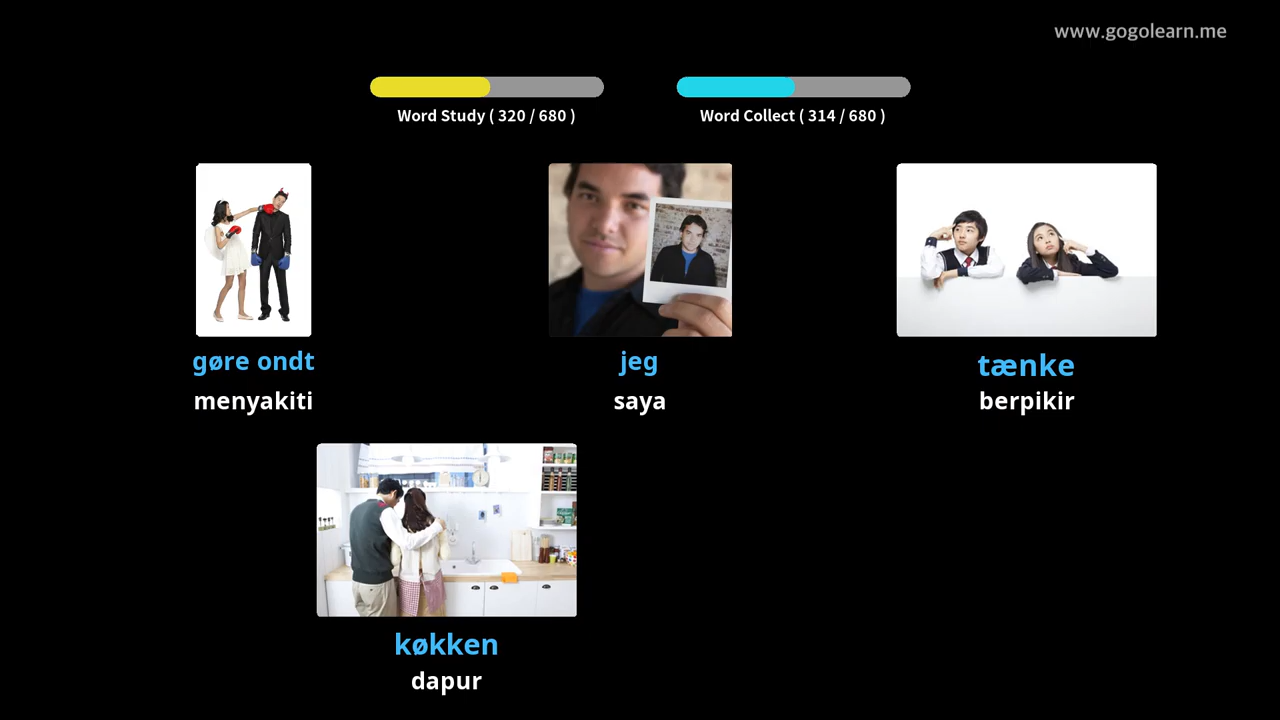 www.gogolearn.me
Word Study ( 320 / 680 )
Word Collect ( 314 / 680 )
gøre ondt
menyakiti
jeg
saya
tænke
berpikir
køkken
dapur